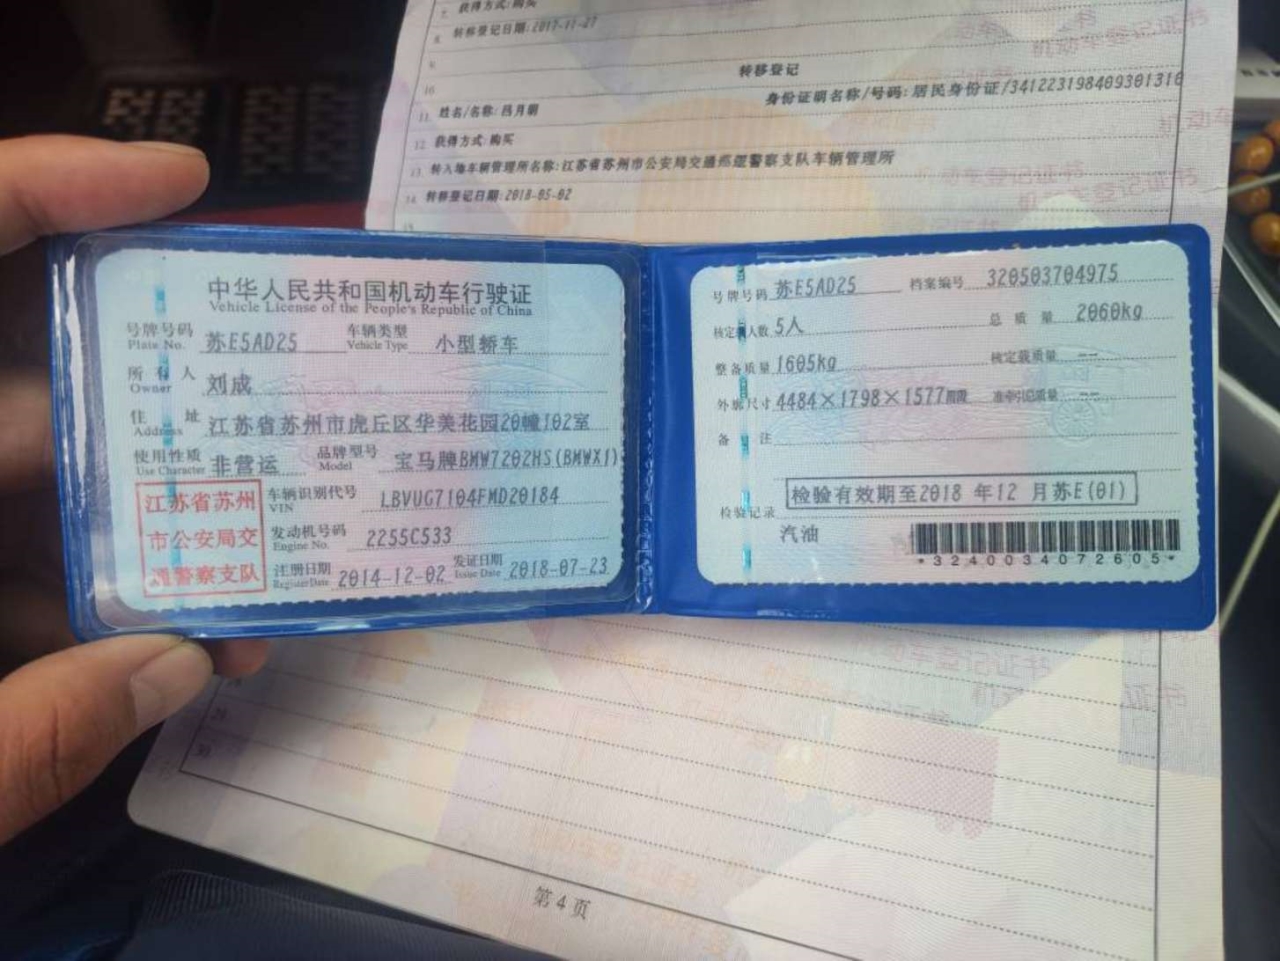 7. 获得方式:购买
8. 转移登记日期:2017-11-27
9.
10. 转移登记
11. 姓名/名称:吕月朝 身份证明名称/号码:居民身份证/341223198409301310
12. 获得方式:购买
13. 转入地车辆管理所名称:江苏省苏州市公安局交通巡逻警察支队车辆管理所
14. 转移登记日期:2018-05-02
中华人民共和国机动车行驶证
Vehicle License of the People's Republic of China
号牌号码 苏E5AD25 车辆类型 小型轿车
Plate No. Vehicle Type
所有人 刘成
Owner
住址 江苏省苏州市虎丘区华美花园20幢102室
Address
使用性质 非营运 品牌型号 宝马牌BMW7202HS(BMWX1)
Use Character Model
江苏省苏州
市公安局交
通警察支队
车辆识别代号 LBVUG7104FMD20184
VIN
发动机号码 2255C533
Engine No.
注册日期 2014-12-02 发证日期 2018-07-23
Register Date Issue Date
号牌号码 苏E5AD25 档案编号 320503704975
核定载人数 5人 总质量 2060kg
整备质量 1605kg 核定载质量 --
外廓尺寸 4484×1798×1577mm 准牵引总质量 --
备注
检验有效期至2018 年12 月苏E(01)
检验记录
汽油
*3240034072605*
30
第4页